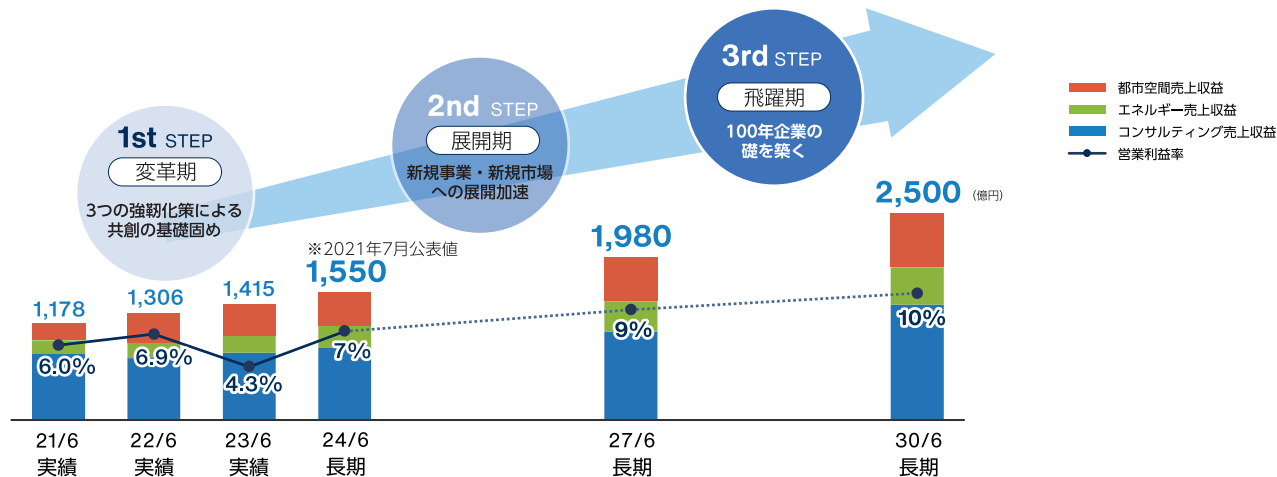 1st STEP
変革期
3つの強靭化策による
共創の基礎固め
2nd STEP
展開期
新規事業・新規市場
への展開加速
3rd STEP
飛躍期
100年企業の
礎を築く
都市空間売上収益
エネルギー売上収益
コンサルティング売上収益
営業利益率
※2021年7月公表値
1,178
1,306
1,415
1,550
1,980
2,500 (億円)
6.0%
6.9%
4.3%
7%
9%
10%
21/6
実績
22/6
実績
23/6
実績
24/6
長期
27/6
長期
30/6
長期